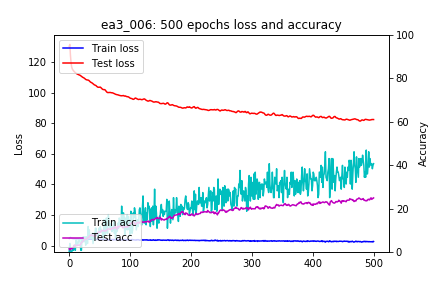 ea3_006: 500 epochs loss and accuracy
Train loss
Test loss
Train acc
Test acc
Loss
Accuracy
120
100
80
60
40
20
0
100
80
60
40
20
0
0
100
200
300
400
500